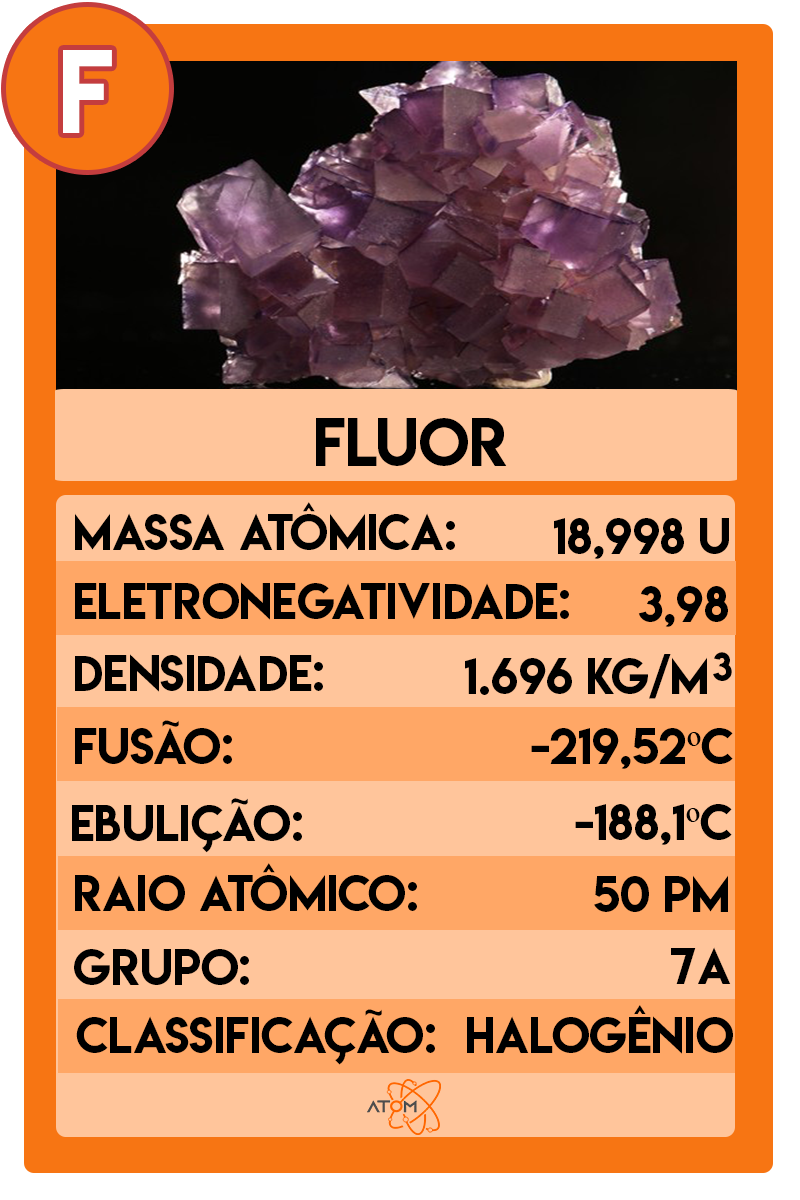 F
FLUOR
MASSA ATÔMICA: 18,998 U
ELETRONEGATIVIDADE: 3,98
DENSIDADE: 1.696 KG/M³
FUSÃO: -219,52ºC
EBULIÇÃO: -188,1ºC
RAIO ATÔMICO: 50 PM
GRUPO: 7A
CLASSIFICAÇÃO: HALOGÊNIO
ATOM